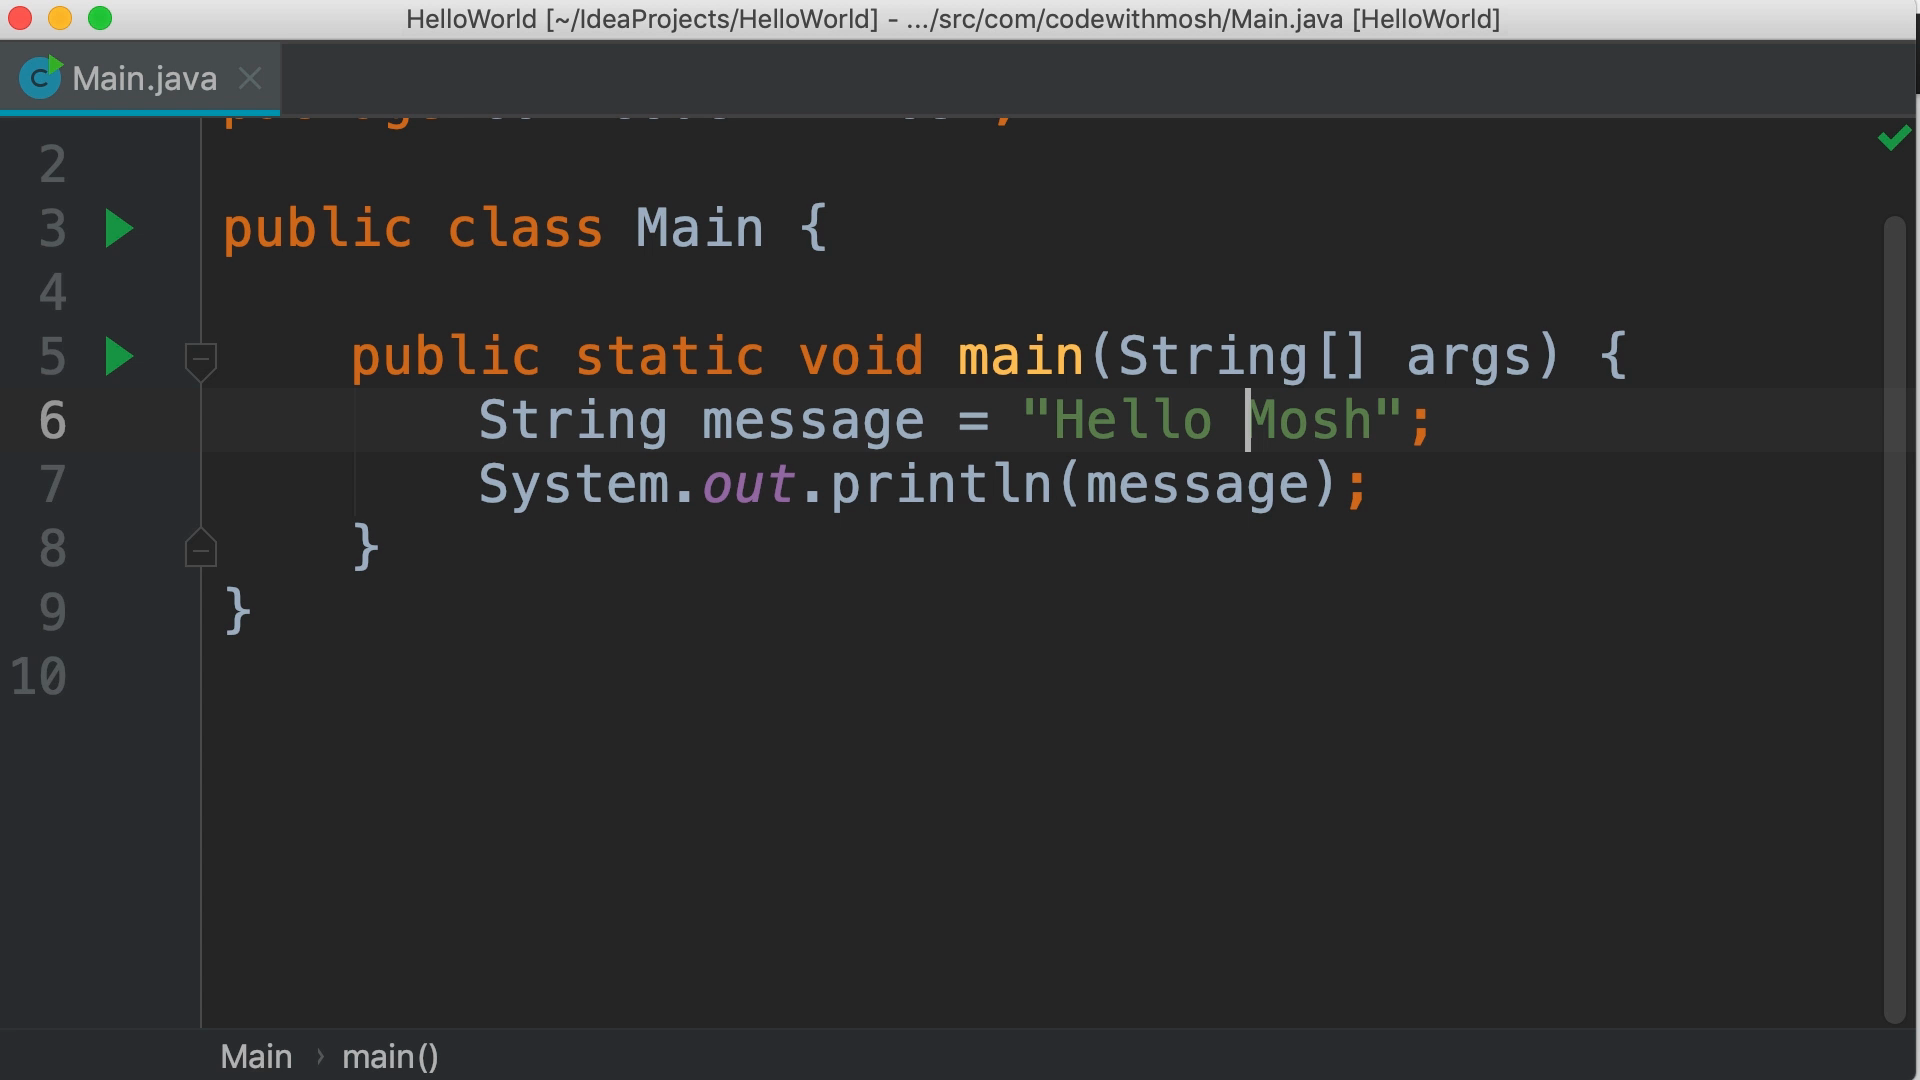 HelloWorld [~/IdeaProjects/HelloWorld] - .../src/com/codewithmosh/Main.java [HelloWorld]
Main.java
2
3 public class Main {
4
5 public static void main(String[] args) {
6 String message = "Hello Mosh";
7 System.out.println(message);
8 }
9 }
10
Main › main()